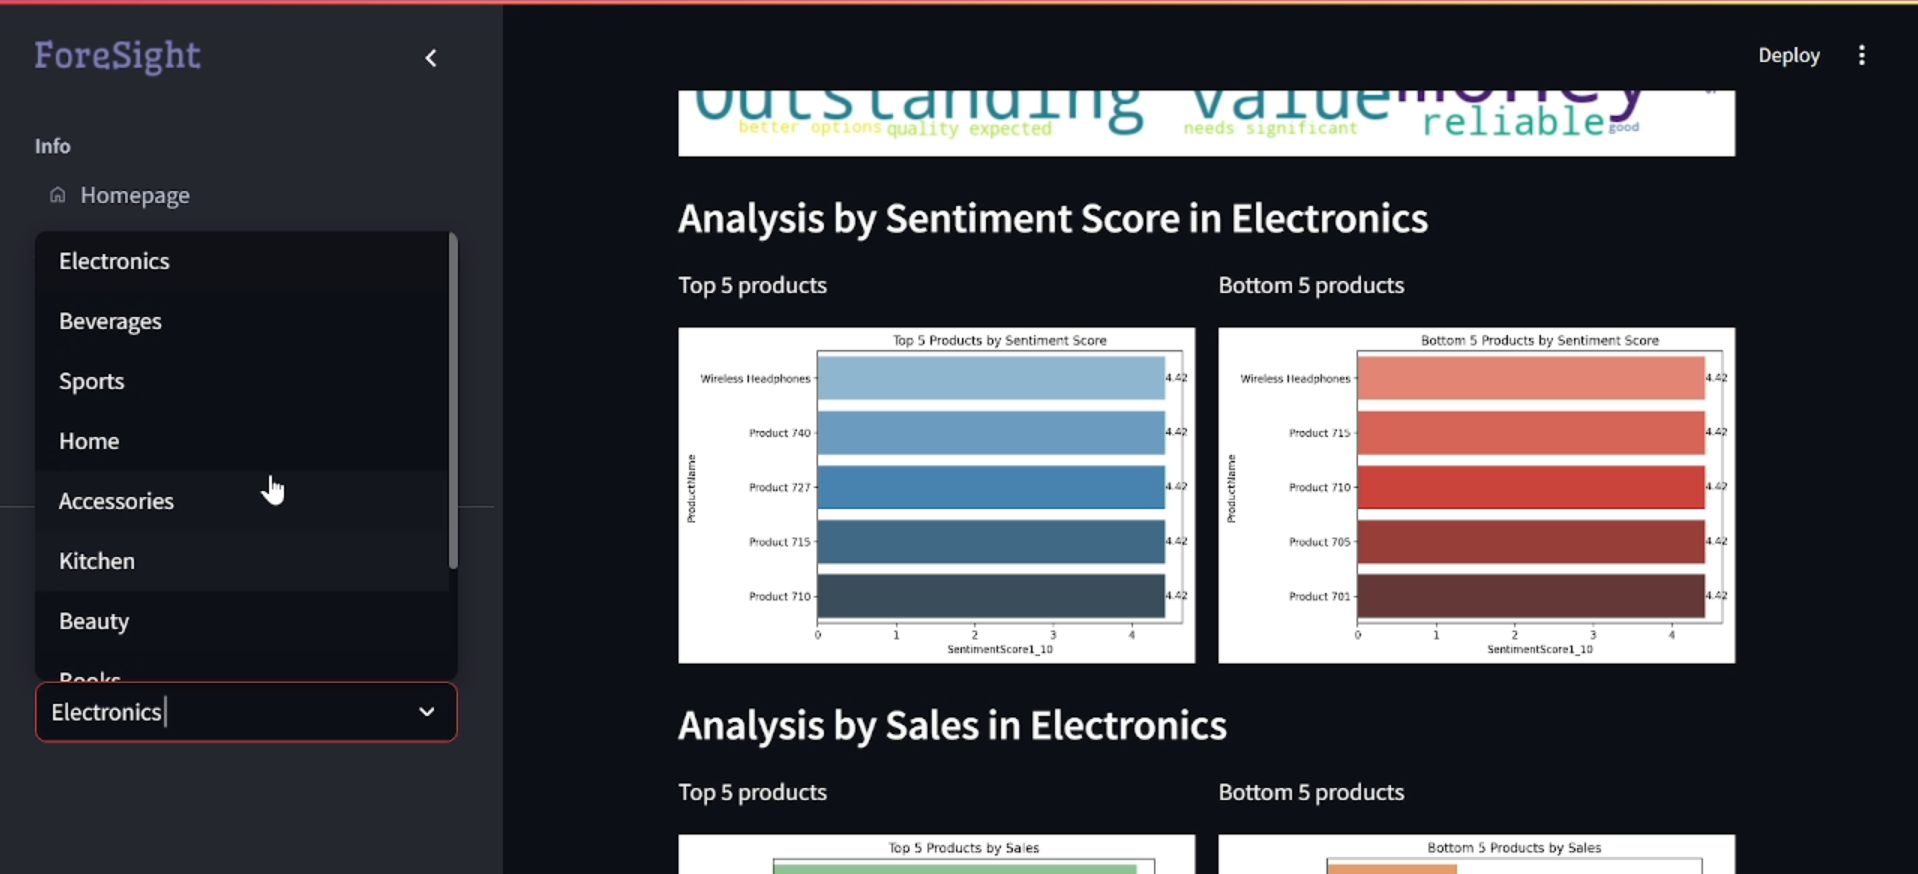 ForeSight
Deploy
Info
Homepage
Electronics
Beverages
Sports
Home
Accessories
Kitchen
Beauty
Books
Electronics
Outstanding value money
better options quality expected needs significant reliable good
Analysis by Sentiment Score in Electronics
Top 5 products
Top 5 Products by Sentiment Score
ProductName
Wireless Headphones 4.42
Product 740 4.42
Product 727 4.42
Product 715 4.42
Product 710 4.42
0 1 2 3 4
SentimentScore1_10
Bottom 5 products
Bottom 5 Products by Sentiment Score
ProductName
Wireless Headphones 4.42
Product 715 4.42
Product 710 4.42
Product 705 4.42
Product 701 4.42
0 1 2 3 4
SentimentScore1_10
Analysis by Sales in Electronics
Top 5 products
Top 5 Products by Sales
Bottom 5 products
Bottom 5 Products by Sales